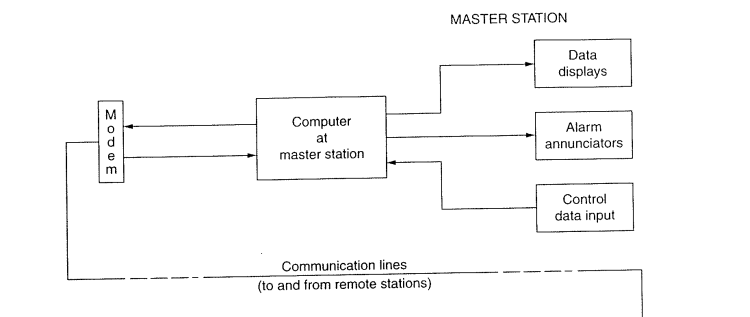 MASTER STATION
Data
displays
Modem
Computer
at
master station
Alarm
annunciators
Control
data input
Communication lines
(to and from remote stations)